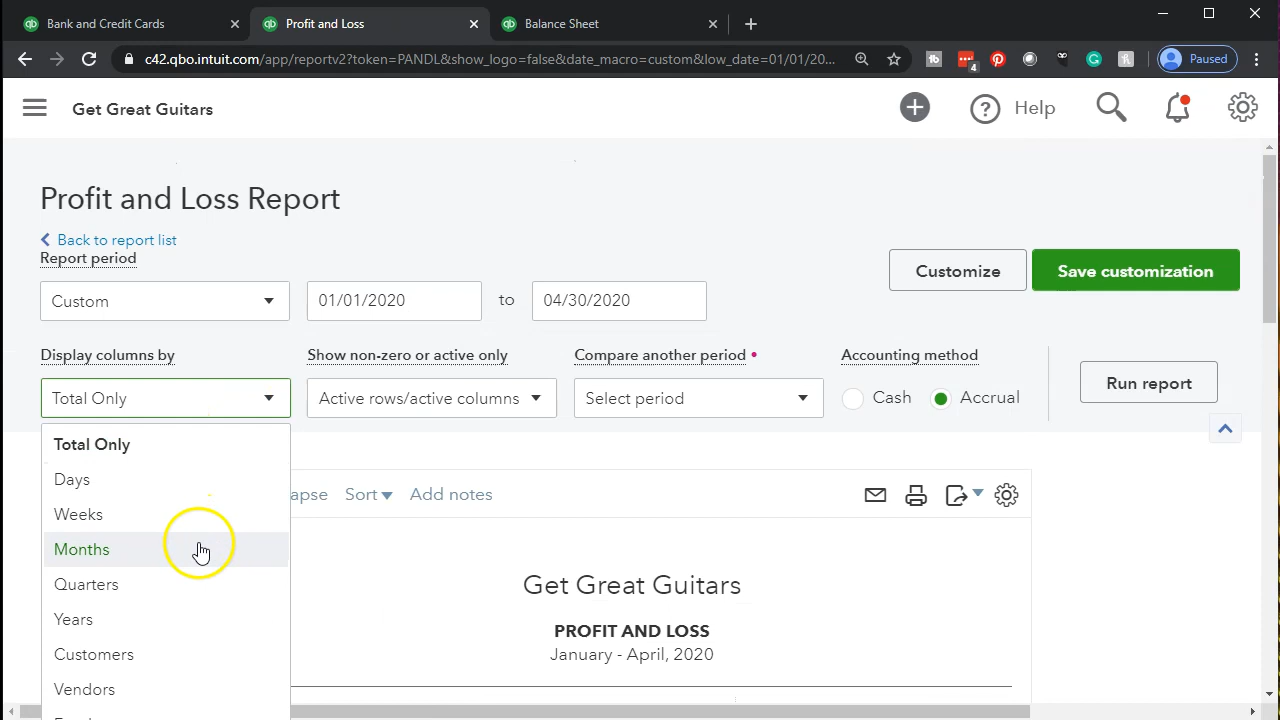 Bank and Credit Cards
Profit and Loss
Balance Sheet
c42.qbo.intuit.com/app/reportv2?token=PANDL&show_logo=false&date_macro=custom&low_date=01/01/20...
4
Paused
Get Great Guitars
Help
Profit and Loss Report
Back to report list
Report period
Customize
Save customization
Custom
01/01/2020
to
04/30/2020
Display columns by
Show non-zero or active only
Compare another period
Accounting method
Total Only
Active rows/active columns
Select period
Cash
Accrual
Run report
Total Only
Days
Weeks
Months
Quarters
Years
Customers
Vendors
apse
Sort
Add notes
Get Great Guitars
PROFIT AND LOSS
January - April, 2020